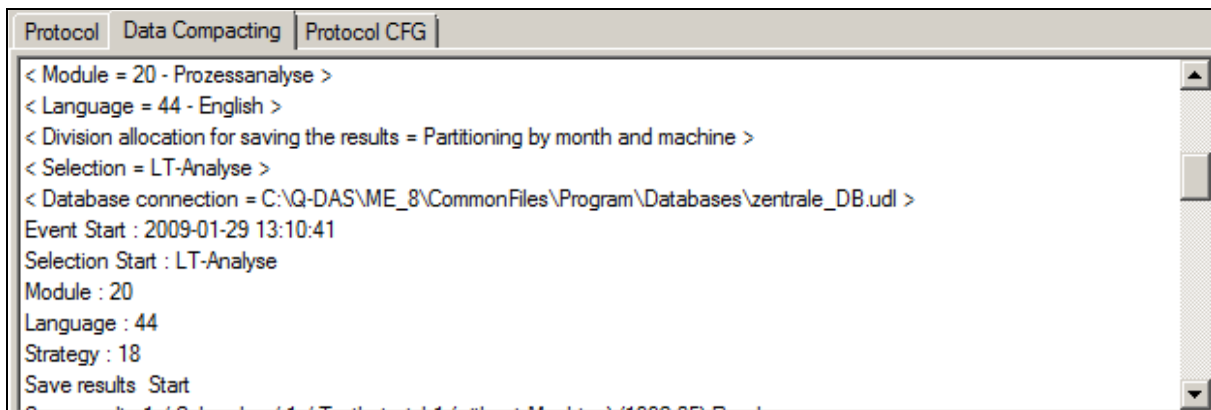 Protocol Data Compacting Protocol CFG
< Module = 20 - Prozessanalyse >
< Language = 44 - English >
< Division allocation for saving the results = Partitioning by month and machine >
< Selection = LT-Analyse >
< Database connection = C:\Q-DAS\ME_8\CommonFiles\Program\Databases\zentrale_DB.udl >
Event Start : 2009-01-29 13:10:41
Selection Start : LT-Analyse
Module : 20
Language : 44
Strategy : 18
Save results  Start